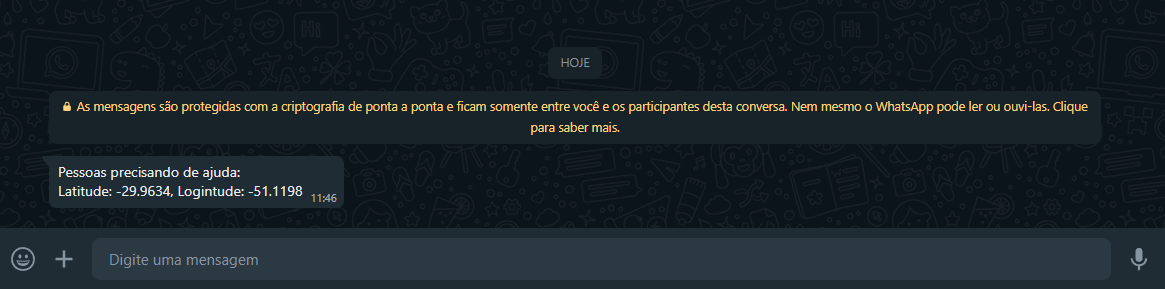 HOJE
As mensagens são protegidas com a criptografia de ponta a ponta e ficam somente entre você e os participantes desta conversa. Nem mesmo o WhatsApp pode ler ou ouvi-las. Clique
para saber mais.
Pessoas precisando de ajuda:
Latitude: -29.9634, Logintude: -51.1198
11:46
Digite uma mensagem